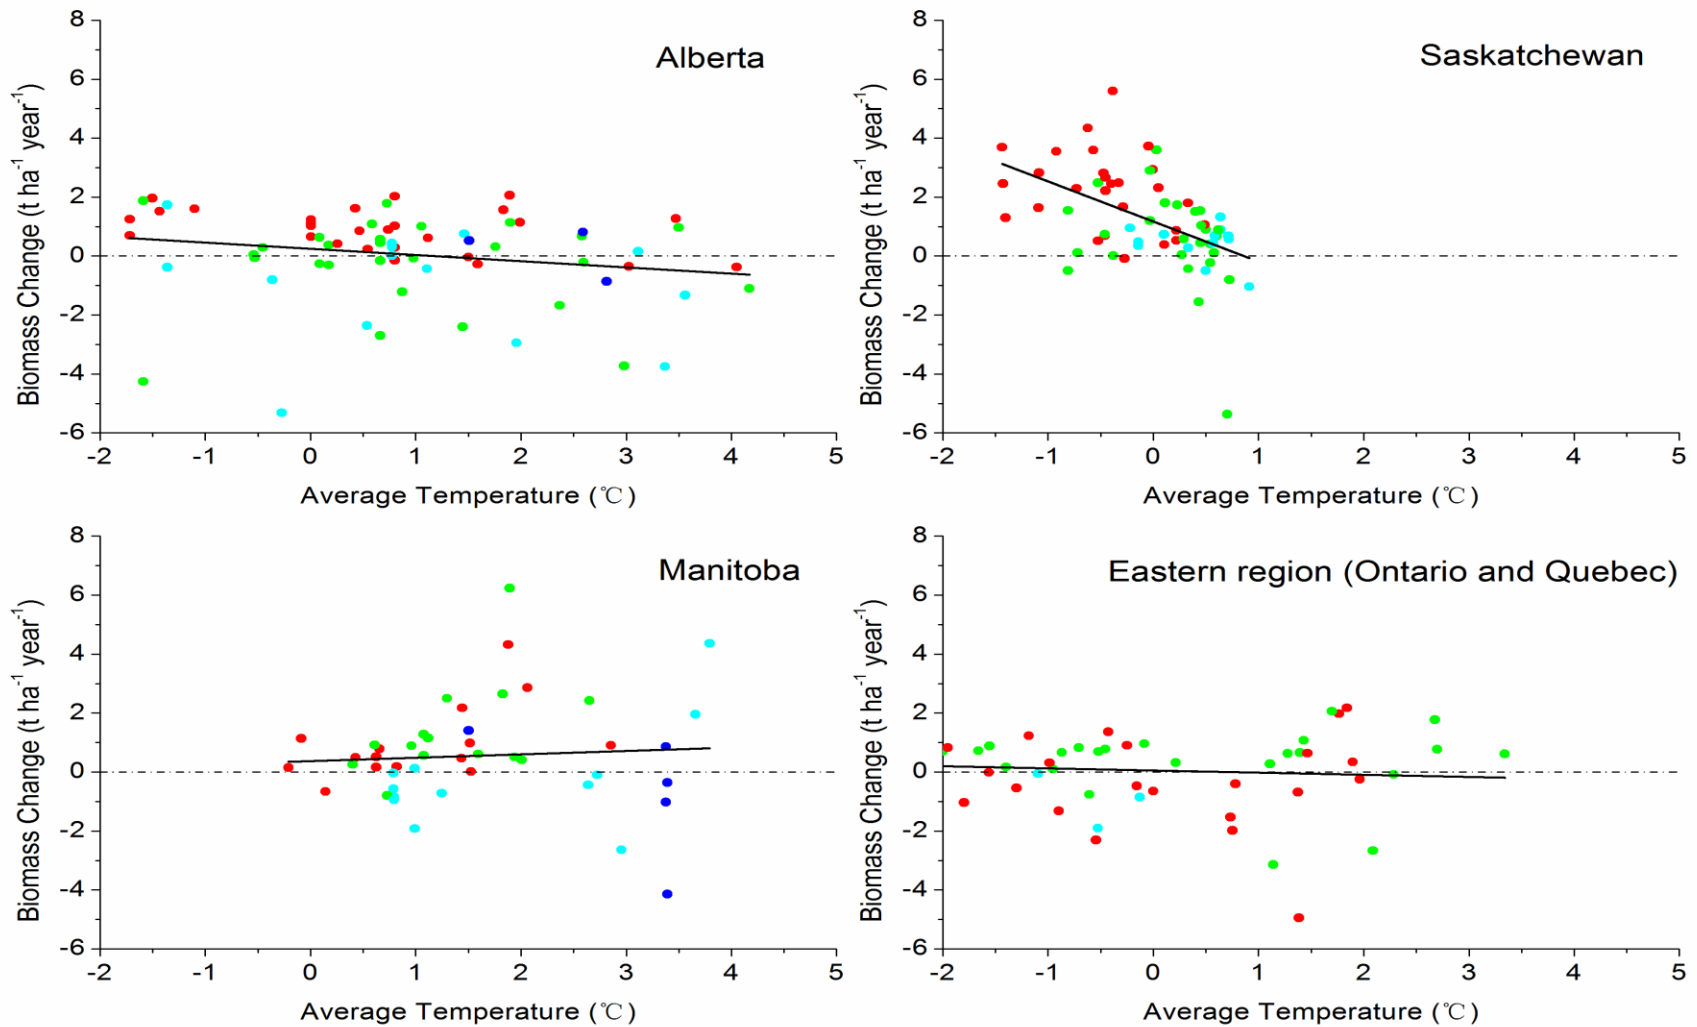 Alberta
Biomass Change (t ha⁻¹ year⁻¹)
8
6
4
2
0
-2
-4
-6
-2 -1 0 1 2 3 4 5
Average Temperature (℃)
Saskatchewan
Biomass Change (t ha⁻¹ year⁻¹)
8
6
4
2
0
-2
-4
-6
-2 -1 0 1 2 3 4 5
Average Temperature (℃)
Manitoba
Biomass Change (t ha⁻¹ year⁻¹)
8
6
4
2
0
-2
-4
-6
-2 -1 0 1 2 3 4 5
Average Temperature (℃)
Eastern region (Ontario and Quebec)
Biomass Change (t ha⁻¹ year⁻¹)
8
6
4
2
0
-2
-4
-6
-2 -1 0 1 2 3 4 5
Average Temperature (℃)